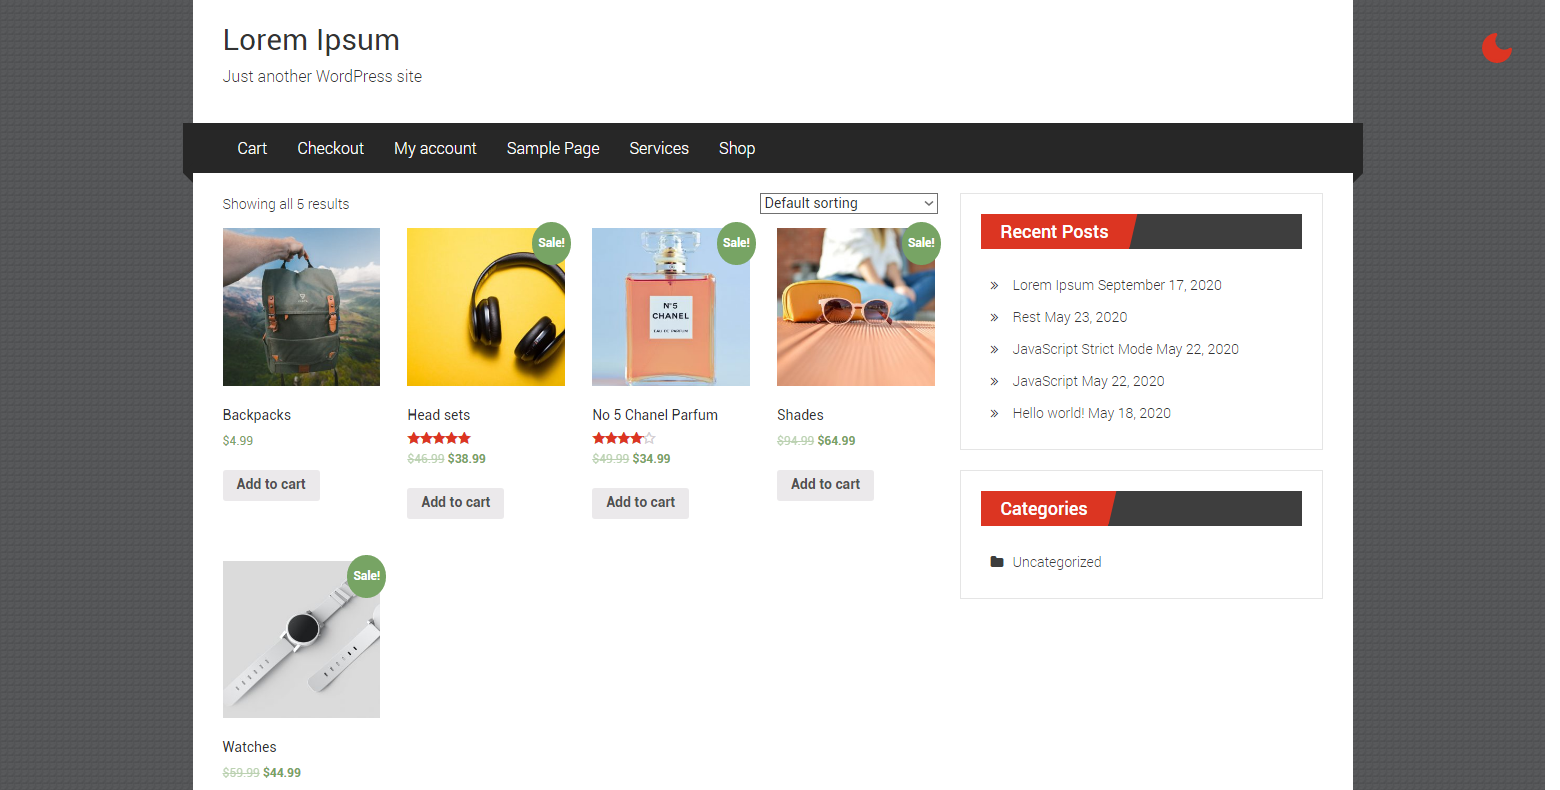 Lorem Ipsum
Just another WordPress site
Cart Checkout My account Sample Page Services Shop
Showing all 5 results
Default sorting
Sale!
Sale!
Sale!
N°5
CHANEL
EAU DE PARFUM
Backpacks
$4.99
Add to cart
Head sets
$46.99 $38.99
Add to cart
No 5 Chanel Parfum
$49.99 $34.99
Add to cart
Shades
$94.99 $64.99
Add to cart
Sale!
Watches
$59.99 $44.99
Recent Posts
Lorem Ipsum September 17, 2020
Rest May 23, 2020
JavaScript Strict Mode May 22, 2020
JavaScript May 22, 2020
Hello world! May 18, 2020
Categories
Uncategorized